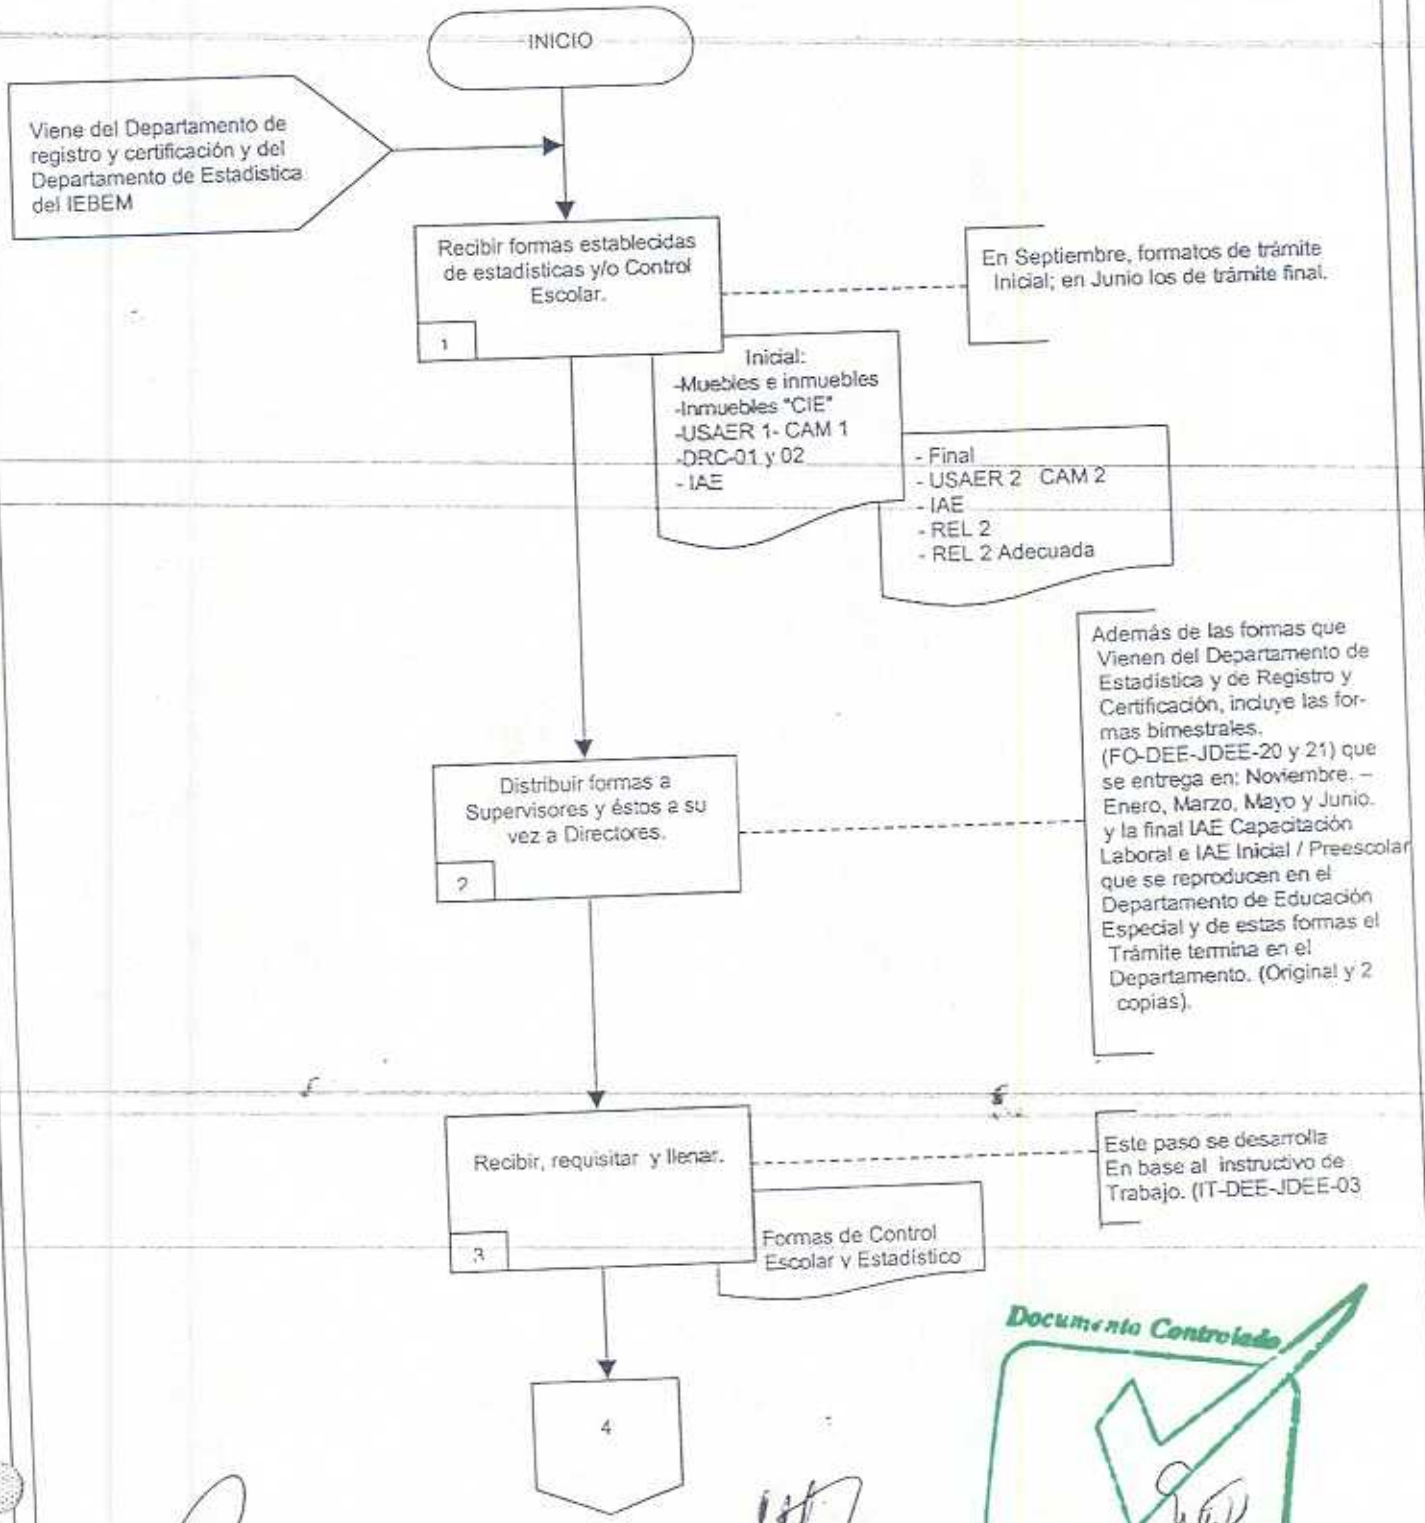 INICIO
Viene del Departamento de
registro y certificación y del
Departamento de Estadistica
del IEBEM
Recibir formas establecidas
de estadísticas y/o Control
Escolar.
1
En Septiembre, formatos de trámite
Inicial; en Junio los de trámite final.
Inicial:
-Muebles e inmuebles
-Inmuebles "CIE"
-USAER 1- CAM 1
-DRC-01 y 02
- IAE
- Final
- USAER 2 CAM 2
- IAE
- REL 2
- REL 2 Adecuada
Distribuir formas a
Supervisores y éstos a su
vez a Directores.
2
Además de las formas que
Vienen del Departamento de
Estadística y de Registro y
Certificación, incluye las for-
mas bimestrales.
(FO-DEE-JDEE-20 y 21) que
se entrega en: Noviembre. –
Enero, Marzo, Mayo y Junio.
y la final IAE Capacitación
Laboral e IAE Inicial / Preescolar
que se reproducen en el
Departamento de Educación
Especial y de estas formas el
Trámite termina en el
Departamento. (Original y 2
copias).
Recibir, requisitar y llenar.
3
Este paso se desarrolla
En base al instructivo de
Trabajo. (IT-DEE-JDEE-03
Formas de Control
Escolar y Estadístico
4
Documento Controlado